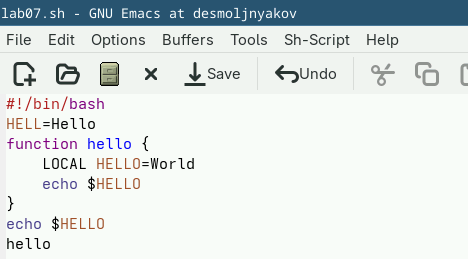 lab07.sh - GNU Emacs at desmoljnyakov
File Edit Options Buffers Tools Sh-Script Help
Save Undo
#!/bin/bash
HELL=Hello
function hello {
    LOCAL HELLO=World
    echo $HELLO
}
echo $HELLO
hello